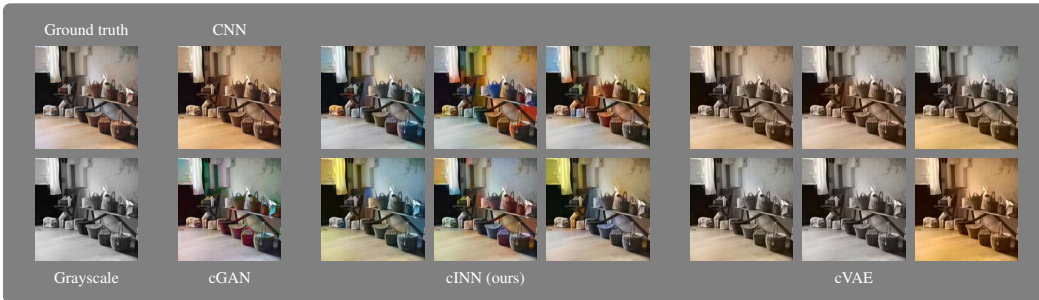 Ground truth
CNN
Grayscale
cGAN
cINN (ours)
cVAE